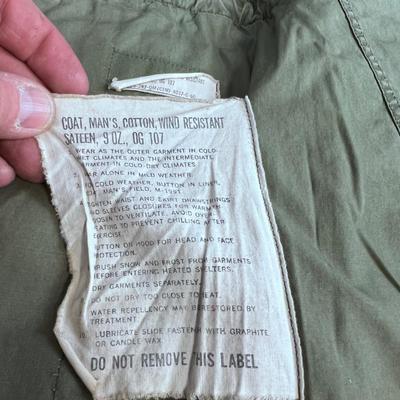 COAT, MAN'S, COTTON, WIND RESISTANT
SATEEN, 9 OZ., OG 107
WEAR AS THE OUTER GARMENT IN COLD-
WET CLIMATES AND THE INTERMEDIATE
GARMENT IN COLD-DRY CLIMATES.
WEAR ALONE IN MILD WEATHER.
IN COLD WEATHER, BUTTON IN LINER,
MAN'S, FIELD, M-1951
TIGHTEN WAIST AND SKIRT DRAWSTRINGS
AND SLEEVES CLOSURES FOR WARMTH
LOOSEN TO VENTILATE. AVOID OVER-
HEATING TO PREVENT CHILLING AFTER
EXERCISE.
BUTTON ON HOOD FOR HEAD AND FACE
PROTECTION.
BRUSH SNOW AND FROST FROM GARMENTS
BEFORE ENTERING HEATED SHELTERS.
DRY GARMENTS SEPARATELY.
DO NOT DRY TOO CLOSE TO HEAT.
WATER REPELLENCY MAY BE RESTORED BY
TREATMENT.
LUBRICATE SLIDE FASTENER WITH GRAPHITE
OR CANDLE WAX.
DO NOT REMOVE THIS LABEL